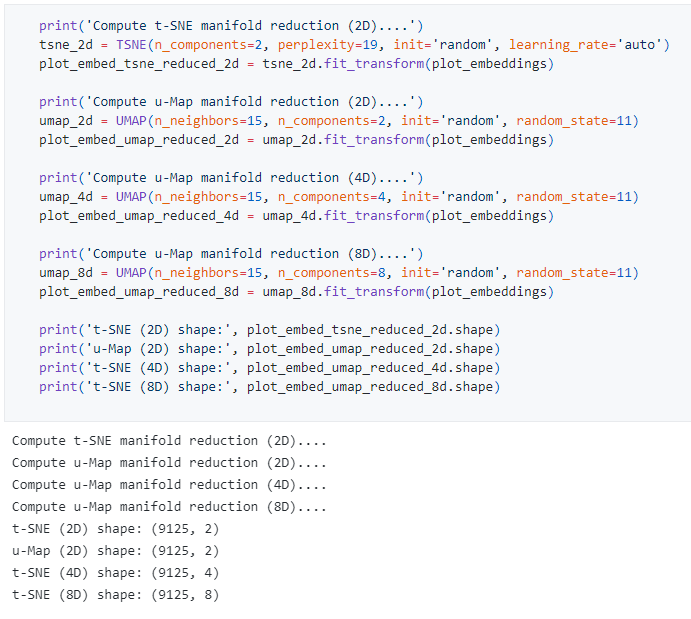 print('Compute t-SNE manifold reduction (2D)....')
tsne_2d = TSNE(n_components=2, perplexity=19, init='random', learning_rate='auto')
plot_embed_tsne_reduced_2d = tsne_2d.fit_transform(plot_embeddings)
print('Compute u-Map manifold reduction (2D)....')
umap_2d = UMAP(n_neighbors=15, n_components=2, init='random', random_state=11)
plot_embed_umap_reduced_2d = umap_2d.fit_transform(plot_embeddings)
print('Compute u-Map manifold reduction (4D)....')
umap_4d = UMAP(n_neighbors=15, n_components=4, init='random', random_state=11)
plot_embed_umap_reduced_4d = umap_4d.fit_transform(plot_embeddings)
print('Compute u-Map manifold reduction (8D)....')
umap_8d = UMAP(n_neighbors=15, n_components=8, init='random', random_state=11)
plot_embed_umap_reduced_8d = umap_8d.fit_transform(plot_embeddings)
print('t-SNE (2D) shape:', plot_embed_tsne_reduced_2d.shape)
print('u-Map (2D) shape:', plot_embed_umap_reduced_2d.shape)
print('t-SNE (4D) shape:', plot_embed_umap_reduced_4d.shape)
print('t-SNE (8D) shape:', plot_embed_umap_reduced_8d.shape)
Compute t-SNE manifold reduction (2D)....
Compute u-Map manifold reduction (2D)....
Compute u-Map manifold reduction (4D)....
Compute u-Map manifold reduction (8D)....
t-SNE (2D) shape: (9125, 2)
u-Map (2D) shape: (9125, 2)
t-SNE (4D) shape: (9125, 4)
t-SNE (8D) shape: (9125, 8)